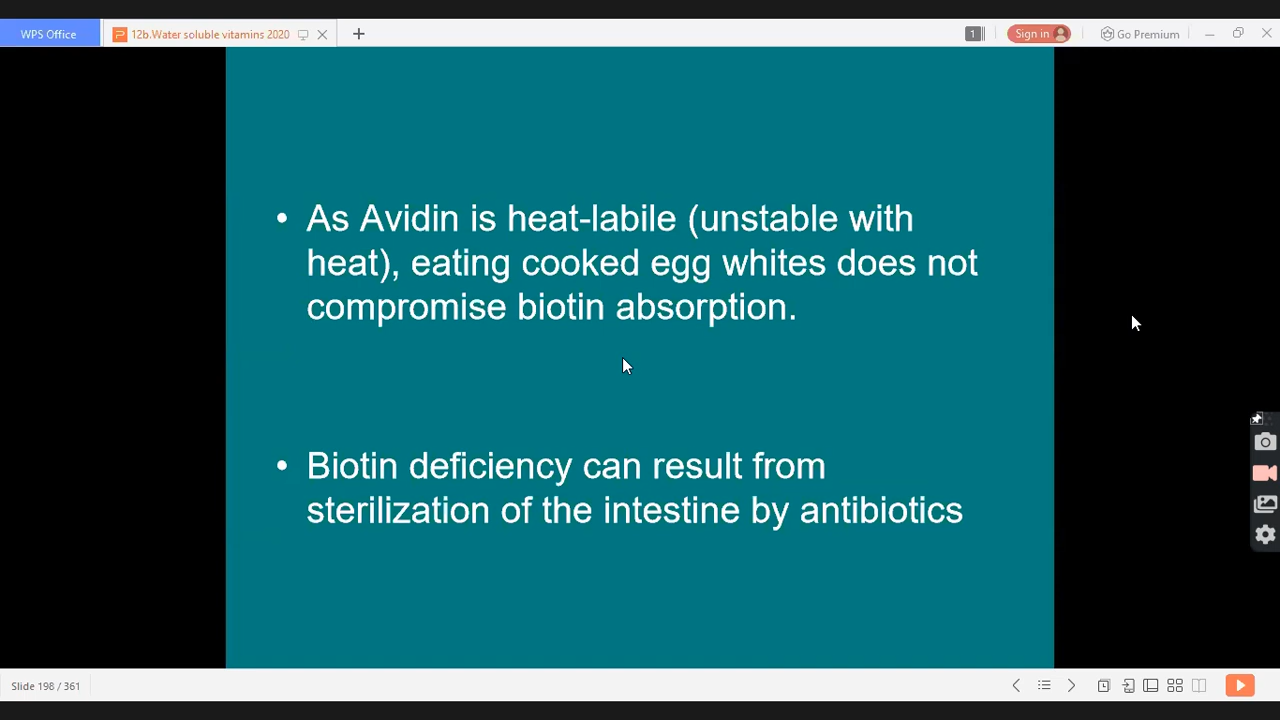 WPS Office
12b.Water soluble vitamins 2020
1
Sign in
Go Premium
• As Avidin is heat-labile (unstable with
heat), eating cooked egg whites does not
compromise biotin absorption.
• Biotin deficiency can result from
sterilization of the intestine by antibiotics
Slide 198 / 361